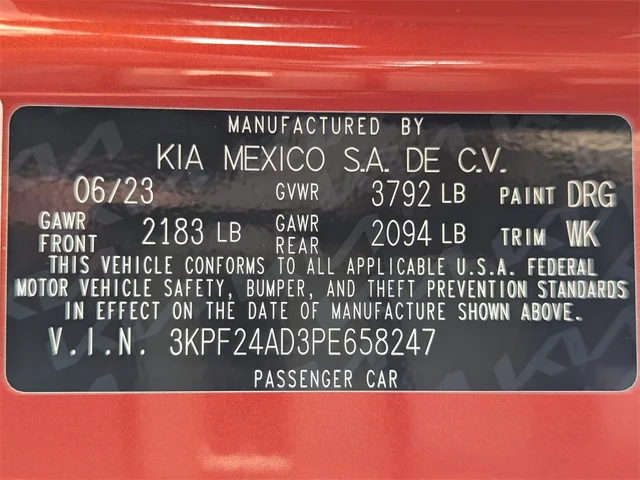 MANUFACTURED BY
KIA MEXICO S.A. DE C.V.
06/23 GVWR 3792 LB PAINT DRG
GAWR FRONT 2183 LB GAWR REAR 2094 LB TRIM WK
THIS VEHICLE CONFORMS TO ALL APPLICABLE U.S.A. FEDERAL
MOTOR VEHICLE SAFETY, BUMPER, AND THEFT PREVENTION STANDARDS
IN EFFECT ON THE DATE OF MANUFACTURE SHOWN ABOVE.
V.I.N. 3KPF24AD3PE658247
PASSENGER CAR